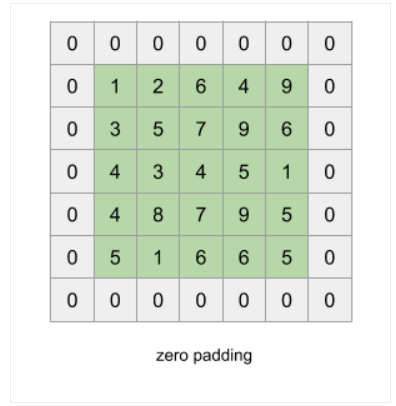 0 0 0 0 0 0 0
0 1 2 6 4 9 0
0 3 5 7 9 6 0
0 4 3 4 5 1 0
0 4 8 7 9 5 0
0 5 1 6 6 5 0
0 0 0 0 0 0 0
zero padding